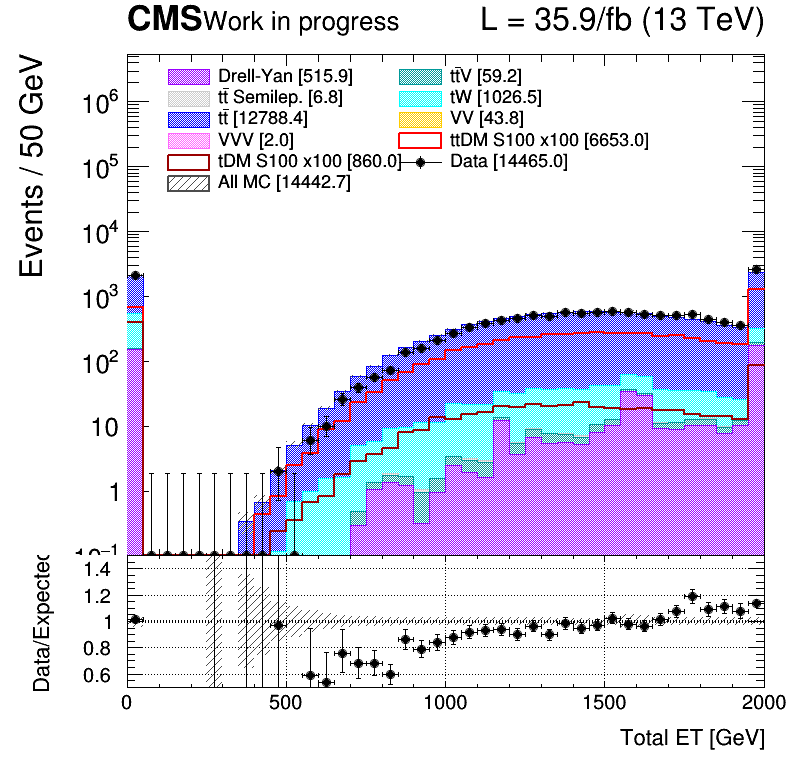 CMS Work in progress L = 35.9/fb (13 TeV)
Drell-Yan [515.9] tt̄V [59.2]
tt̄ Semilep. [6.8] tW [1026.5]
tt̄ [12788.4] VV [43.8]
VVV [2.0] ttDM S100 x100 [6653.0]
tDM S100 x100 [860.0] Data [14465.0]
All MC [14442.7]
Events / 50 GeV
10⁶
10⁵
10⁴
10³
10²
10
1
10⁻¹
Data/Expected
1.4
1.2
1
0.8
0.6
0 500 1000 1500 2000
Total ET [GeV]